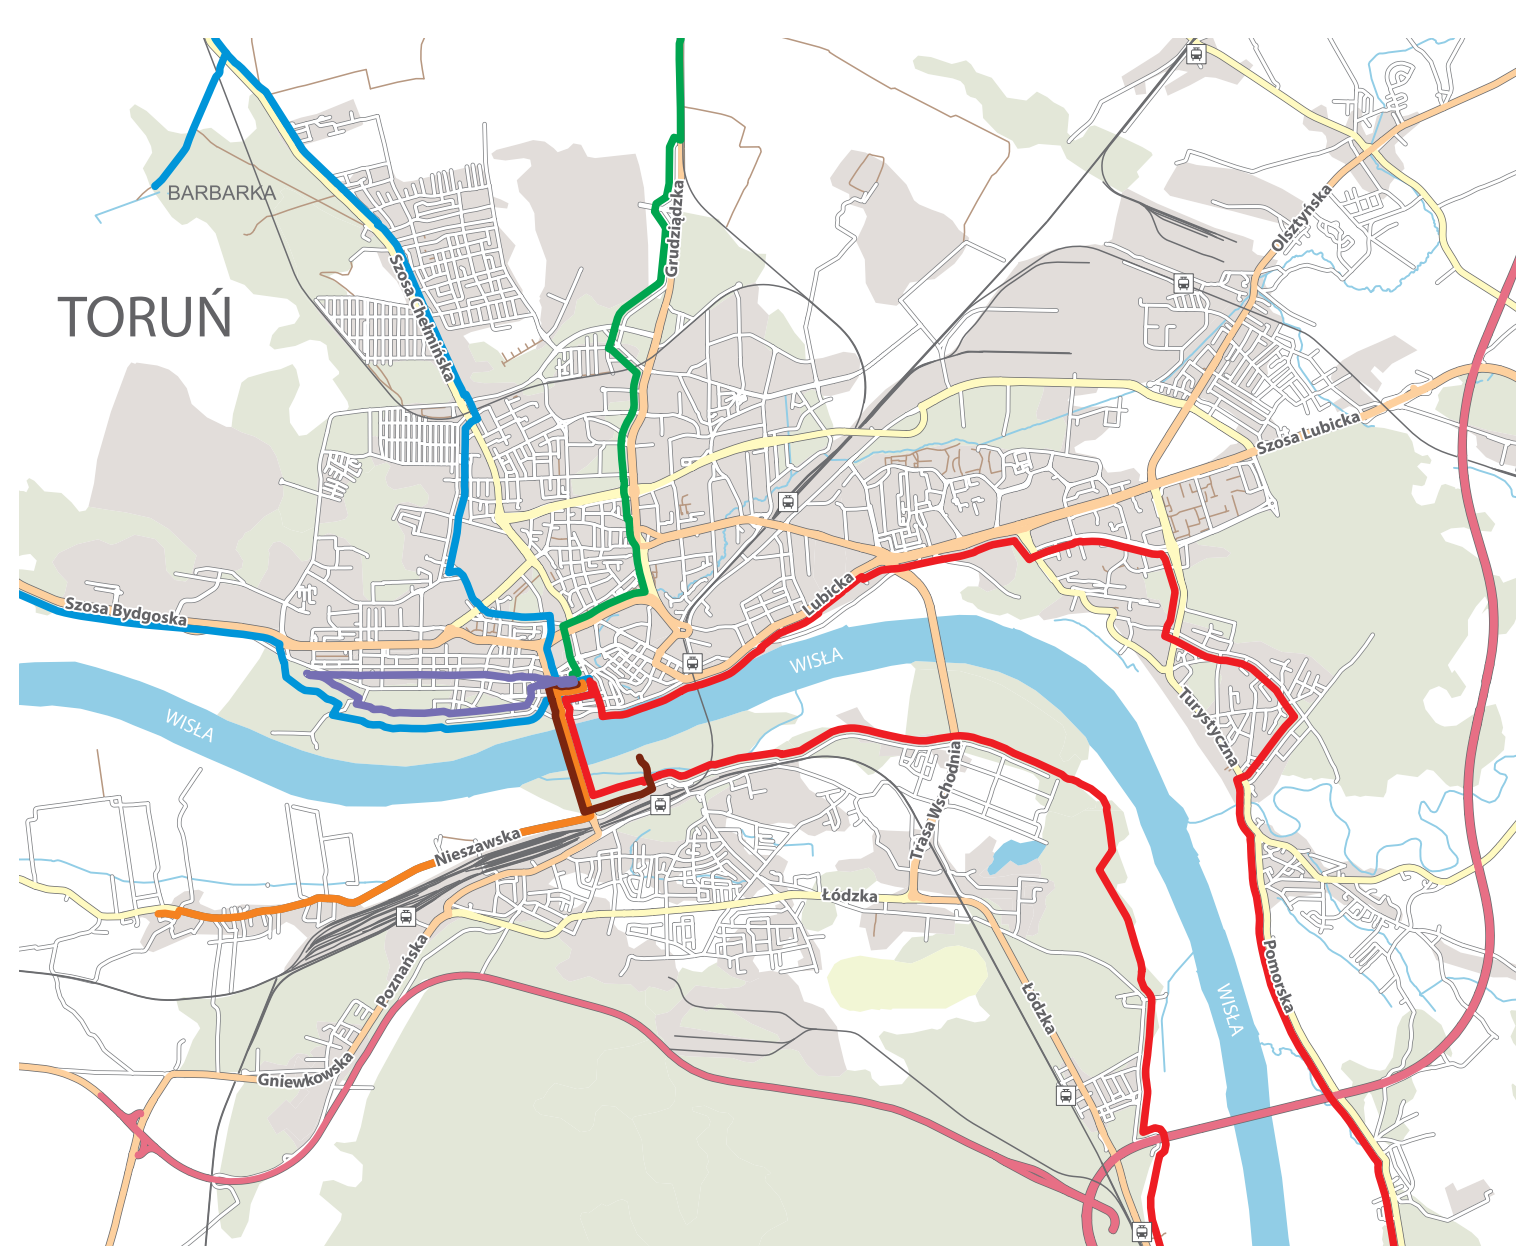 BARBARKA
Grudziądzka
Olsztyńska
Szosa Chełmińska
TORUŃ
Szosa Lubicka
Szosa Bydgoska
Lubicka
WISŁA
WISŁA
Turystyczna
Trasa Wschodnia
Nieszawska
Łódzka
Poznańska
Pomorska
Łódzka
WISŁA
Gniewkowska